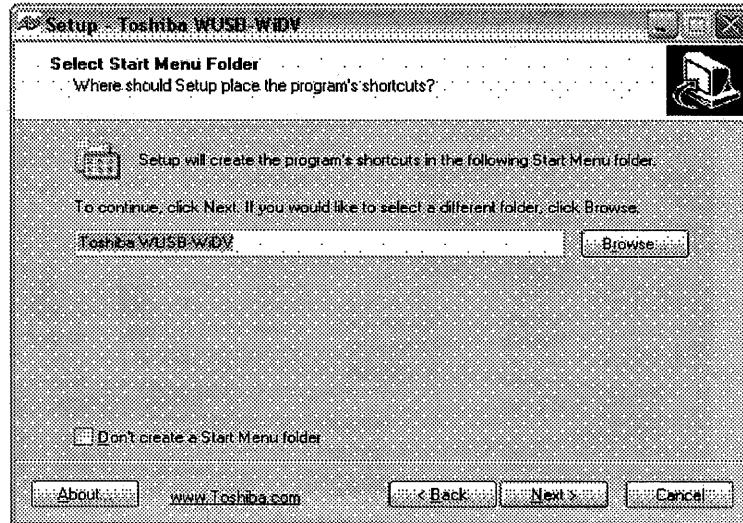 Setup - Toshiba WUSB-WiDV
Select Start Menu Folder
Where should Setup place the program's shortcuts?
Setup will create the program's shortcuts in the following Start Menu folder.
To continue, click Next. If you would like to select a different folder, click Browse.
Toshiba WUSB-WiDV
Browse...
Don't create a Start Menu folder
About...
www.Toshiba.com
< Back
Next >
Cancel